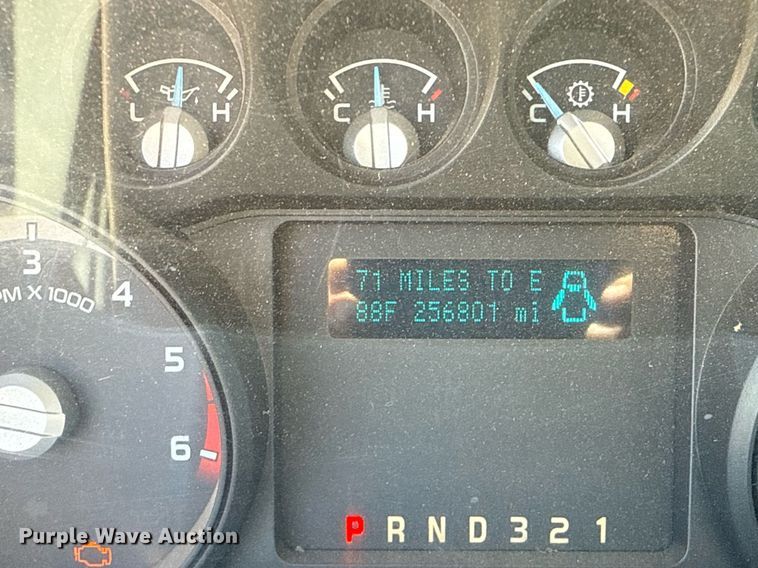 L H
C H
C H
3
4
PM X 1000
5
6
71 MILES TO E
88F 256801 mi
P R N D 3 2 1
Purple Wave Auction